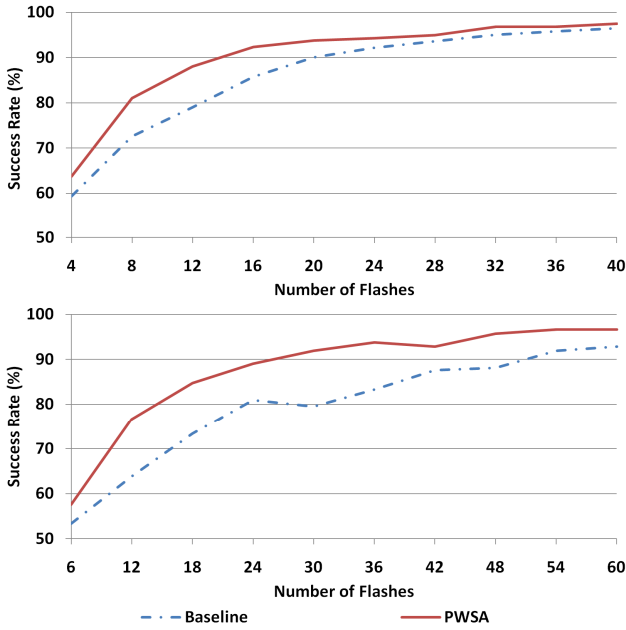 100
90
80
70
60
50
Success Rate (%)
4 8 12 16 20 24 28 32 36 40
Number of Flashes
100
90
80
70
60
50
Success Rate (%)
6 12 18 24 30 36 42 48 54 60
Number of Flashes
Baseline PWSA